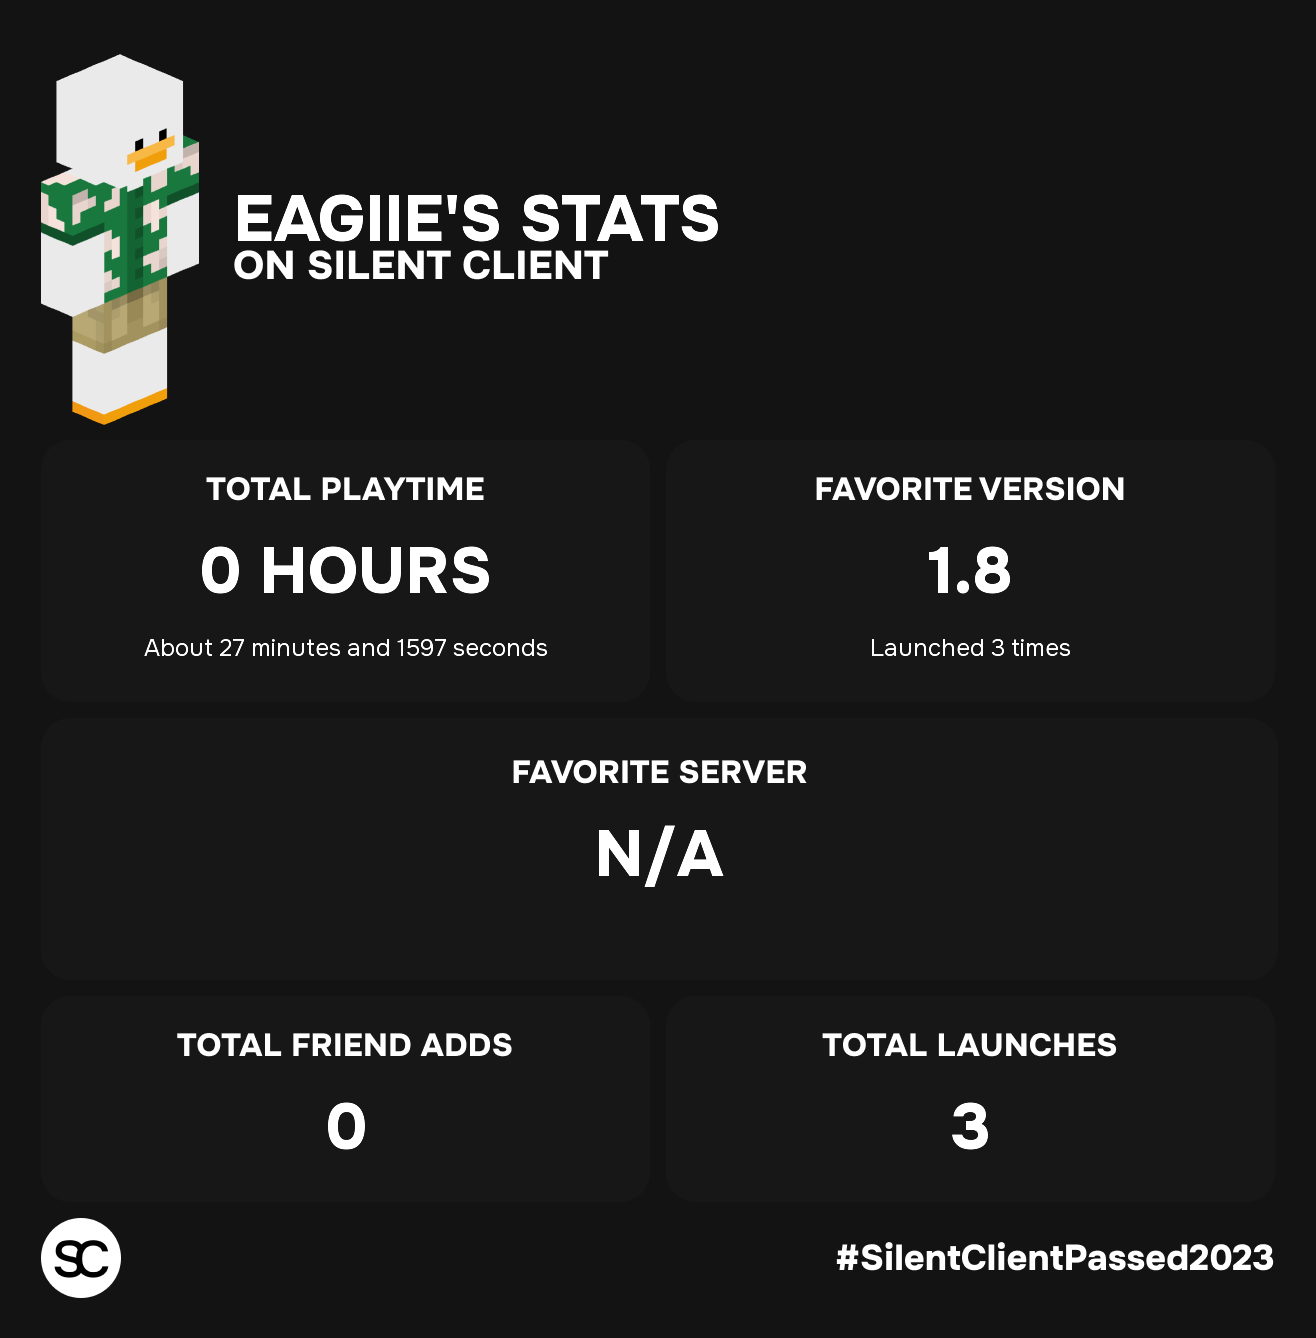 EAGIIE'S STATS
ON SILENT CLIENT
TOTAL PLAYTIME
0 HOURS
About 27 minutes and 1597 seconds
FAVORITE VERSION
1.8
Launched 3 times
FAVORITE SERVER
N/A
TOTAL FRIEND ADDS
0
TOTAL LAUNCHES
3
SC
#SilentClientPassed2023